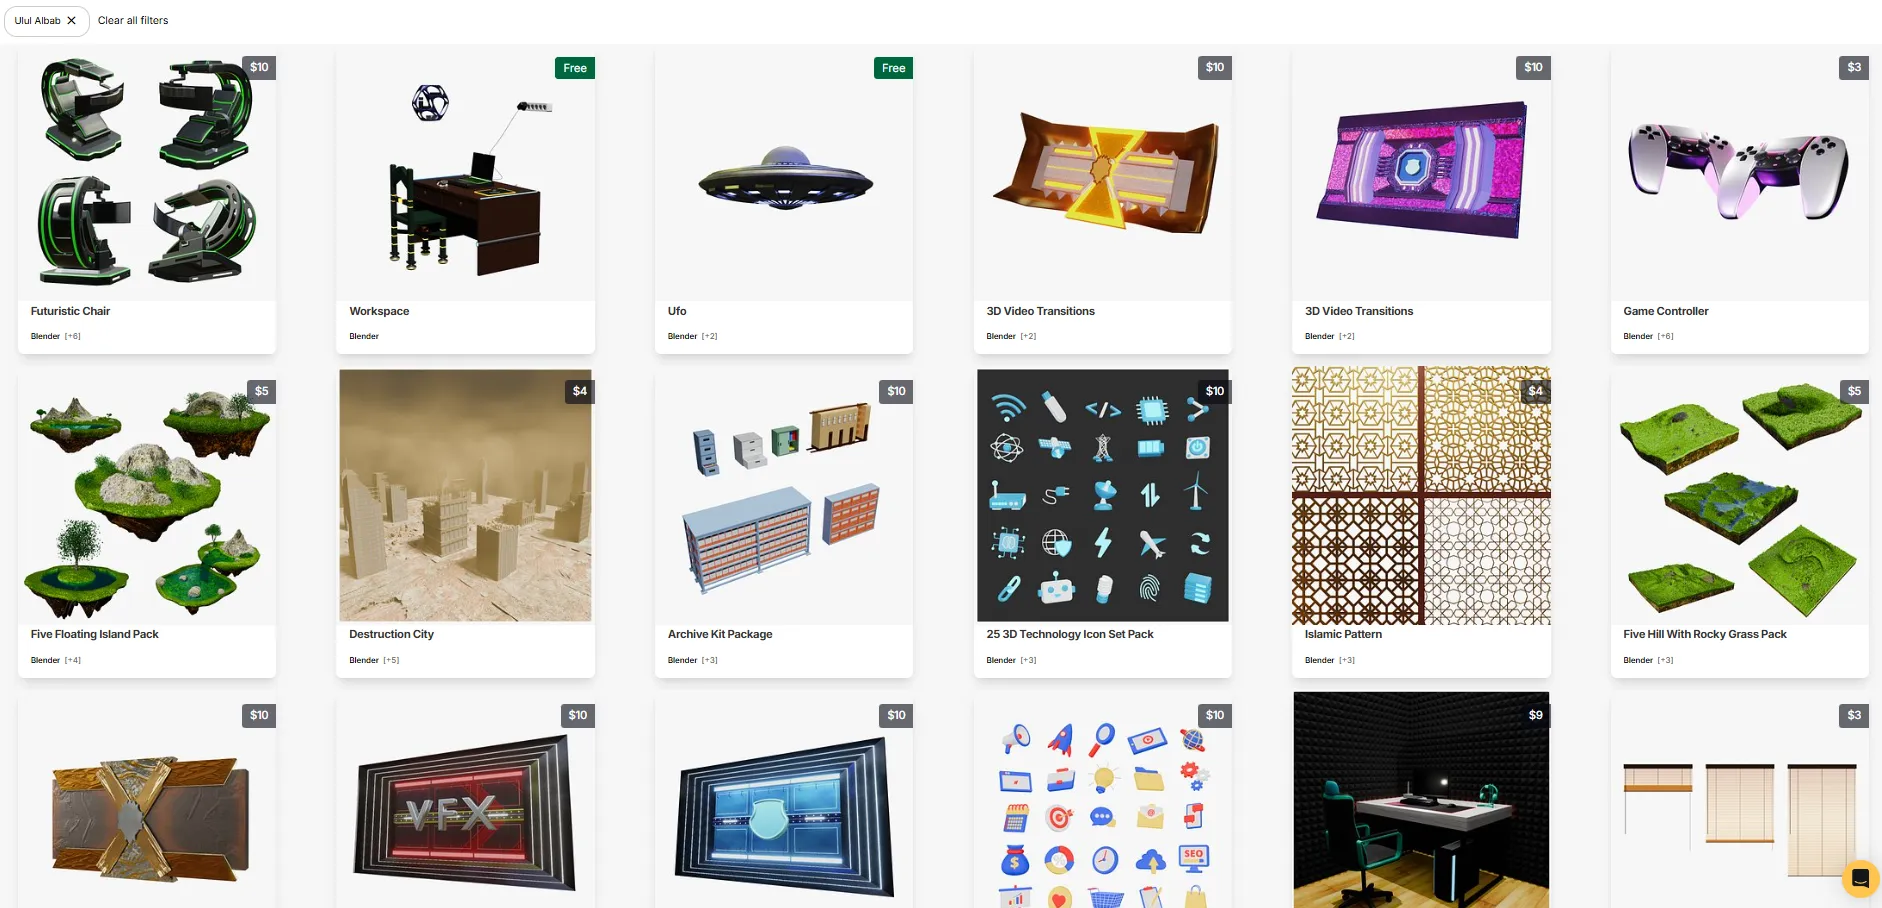 Ulul Albab ✕ Clear all filters
$10 Free Free $10 $10 $3
Futuristic Chair Workspace Ufo 3D Video Transitions 3D Video Transitions Game Controller
Blender [+6] Blender Blender [+2] Blender [+2] Blender [+2] Blender [+6]
$5 $4 $10 $10 $4 $5
Five Floating Island Pack Destruction City Archive Kit Package 25 3D Technology Icon Set Pack Islamic Pattern Five Hill With Rocky Grass Pack
Blender [+4] Blender [+5] Blender [+3] Blender [+3] Blender [+3] Blender [+3]
$10 $10 $10 $10 $9 $3
VFX
SEO